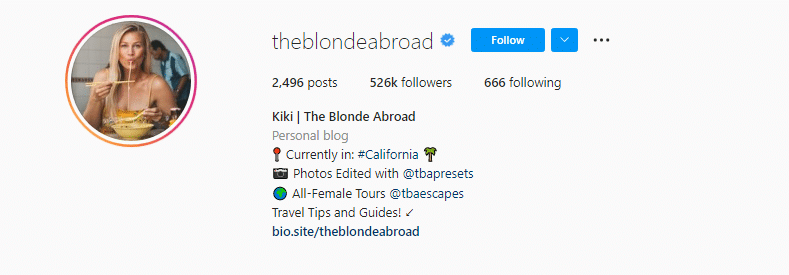 theblondeabroad Follow
2,496 posts 526k followers 666 following
Kiki | The Blonde Abroad
Personal blog
📍Currently in: #California 🌴
📷 Photos Edited with @tbapresets
🌍 All-Female Tours @tbaescapes
Travel Tips and Guides! ✓
bio.site/theblondeabroad